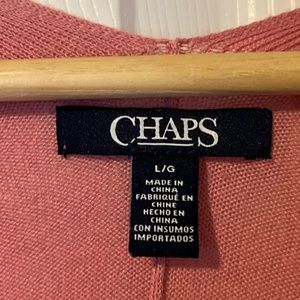 CHAPS
L/G
MADE IN
CHINA
FABRIQUÉ EN
CHINE
HECHO EN
CHINA
CON INSUMOS
IMPORTADOS